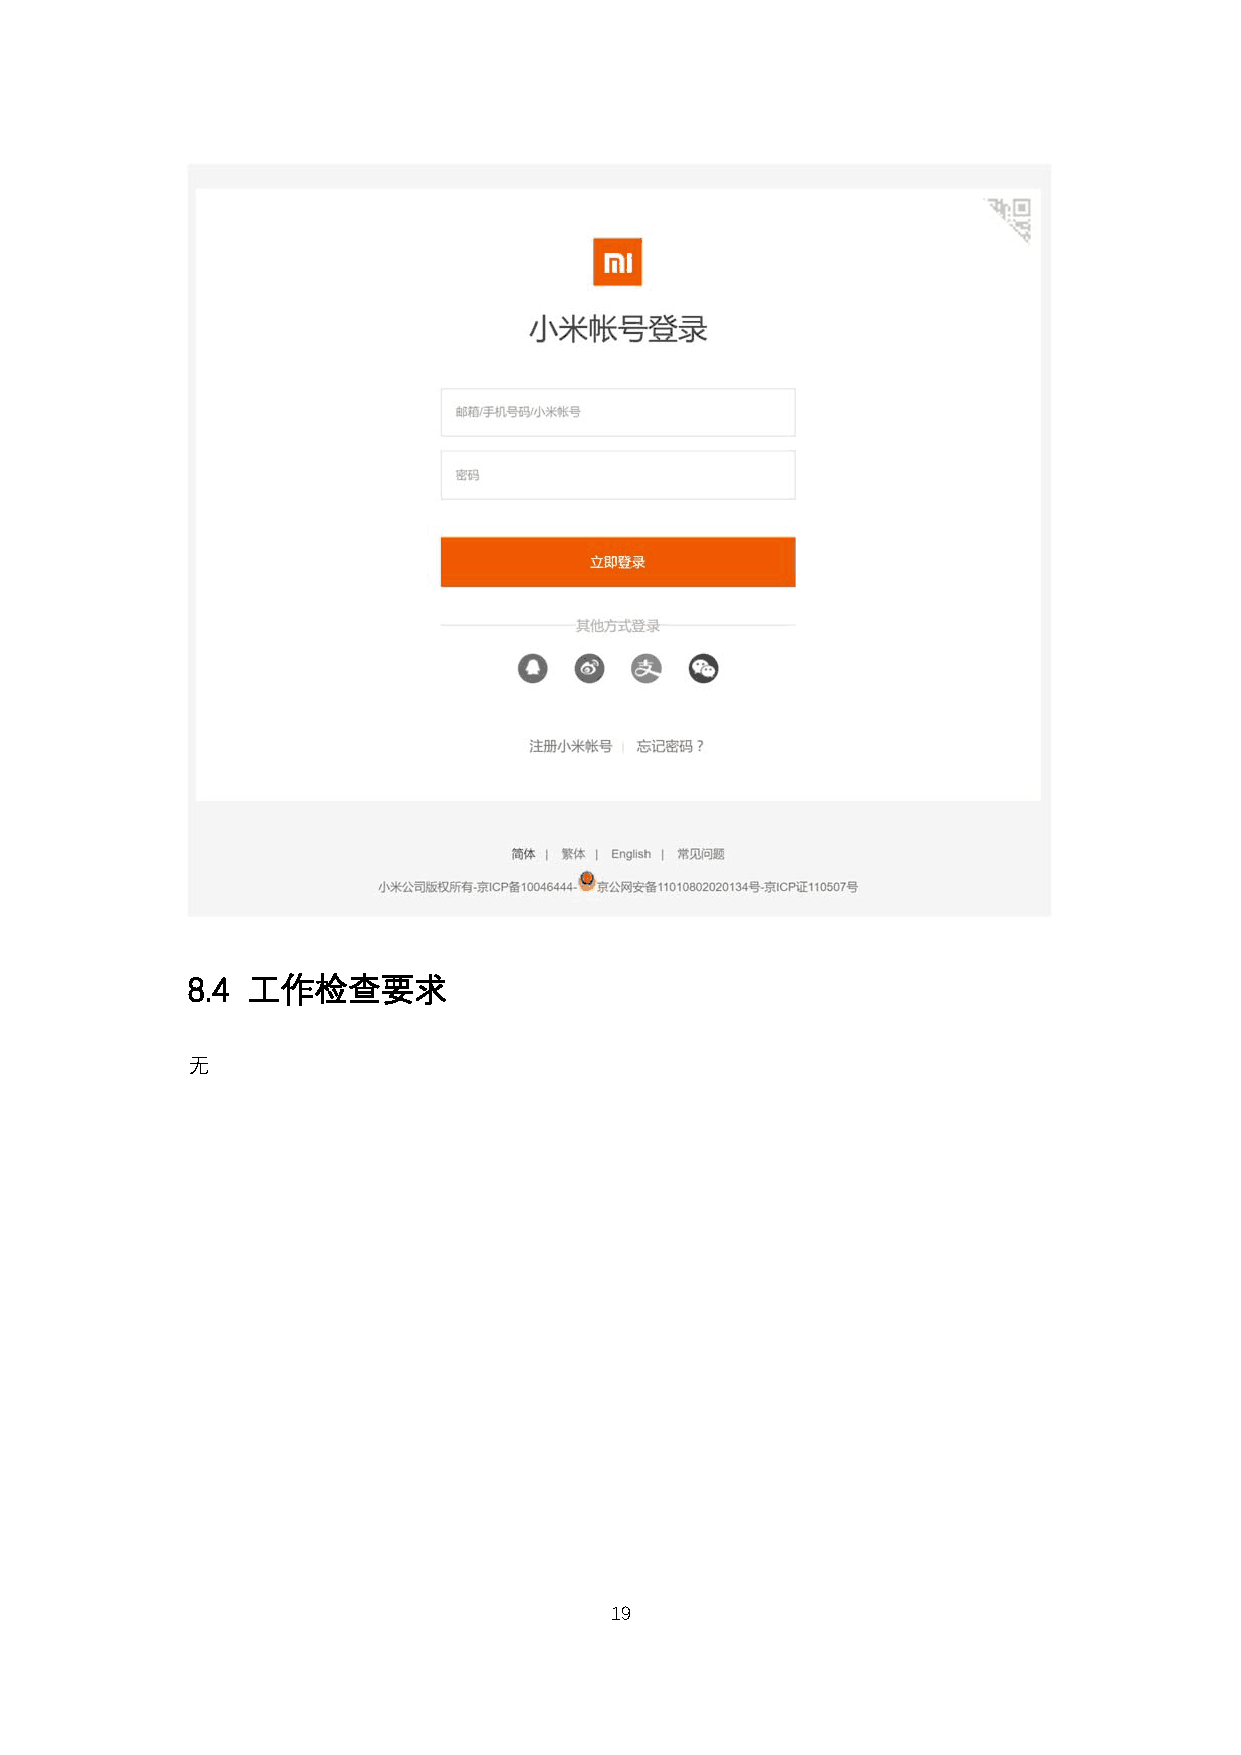 mi
小米帐号登录
邮箱/手机号码/小米帐号
密码
立即登录
其他方式登录
注册小米帐号 | 忘记密码？
简体 | 繁体 | English | 常见问题
小米公司版权所有-京ICP备10046444-京公网安备11010802020134号-京ICP证110507号
8.4 工作检查要求
无
19